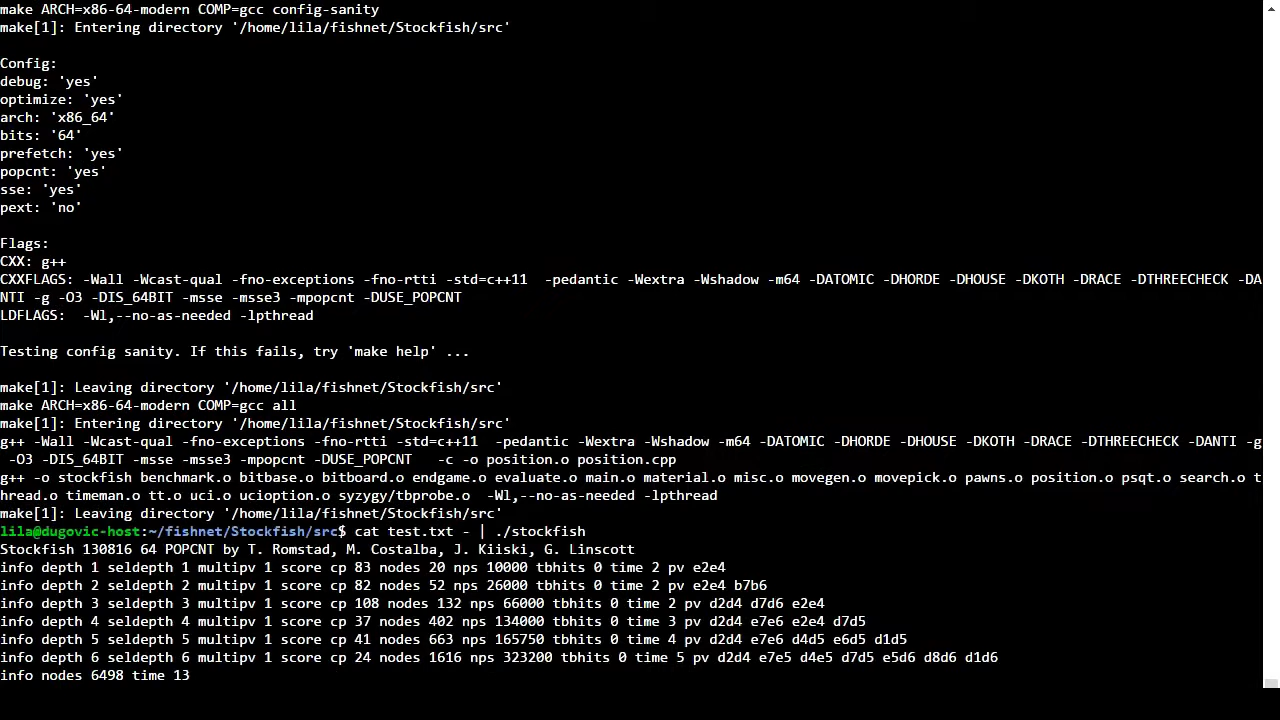 make ARCH=x86-64-modern COMP=gcc config-sanity
make[1]: Entering directory '/home/lila/fishnet/Stockfish/src'
Config:
debug: 'yes'
optimize: 'yes'
arch: 'x86_64'
bits: '64'
prefetch: 'yes'
popcnt: 'yes'
sse: 'yes'
pext: 'no'
Flags:
CXX: g++
CXXFLAGS: -Wall -Wcast-qual -fno-exceptions -fno-rtti -std=c++11  -pedantic -Wextra -Wshadow -m64 -DATOMIC -DHORDE -DHOUSE -DKOTH -DRACE -DTHREECHECK -DA
NTI -g -O3 -DIS_64BIT -msse -msse3 -mpopcnt -DUSE_POPCNT
LDFLAGS:  -Wl,--no-as-needed -lpthread
Testing config sanity. If this fails, try 'make help' ...
make[1]: Leaving directory '/home/lila/fishnet/Stockfish/src'
make ARCH=x86-64-modern COMP=gcc all
make[1]: Entering directory '/home/lila/fishnet/Stockfish/src'
g++ -Wall -Wcast-qual -fno-exceptions -fno-rtti -std=c++11  -pedantic -Wextra -Wshadow -m64 -DATOMIC -DHORDE -DHOUSE -DKOTH -DRACE -DTHREECHECK -DANTI -g
 -O3 -DIS_64BIT -msse -msse3 -mpopcnt -DUSE_POPCNT   -c -o position.o position.cpp
g++ -o stockfish benchmark.o bitbase.o bitboard.o endgame.o evaluate.o main.o material.o misc.o movegen.o movepick.o pawns.o position.o psqt.o search.o t
hread.o timeman.o tt.o uci.o ucioption.o syzygy/tbprobe.o  -Wl,--no-as-needed -lpthread
make[1]: Leaving directory '/home/lila/fishnet/Stockfish/src'
lila@dugovic-host:~/fishnet/Stockfish/src$ cat test.txt - | ./stockfish
Stockfish 130816 64 POPCNT by T. Romstad, M. Costalba, J. Kiiski, G. Linscott
info depth 1 seldepth 1 multipv 1 score cp 83 nodes 20 nps 10000 tbhits 0 time 2 pv e2e4
info depth 2 seldepth 2 multipv 1 score cp 82 nodes 52 nps 26000 tbhits 0 time 2 pv e2e4 b7b6
info depth 3 seldepth 3 multipv 1 score cp 108 nodes 132 nps 66000 tbhits 0 time 2 pv d2d4 d7d6 e2e4
info depth 4 seldepth 4 multipv 1 score cp 37 nodes 402 nps 134000 tbhits 0 time 3 pv d2d4 e7e6 e2e4 d7d5
info depth 5 seldepth 5 multipv 1 score cp 41 nodes 663 nps 165750 tbhits 0 time 4 pv d2d4 e7e6 d4d5 e6d5 d1d5
info depth 6 seldepth 6 multipv 1 score cp 24 nodes 1616 nps 323200 tbhits 0 time 5 pv d2d4 e7e5 d4e5 d7d5 e5d6 d8d6 d1d6
info nodes 6498 time 13